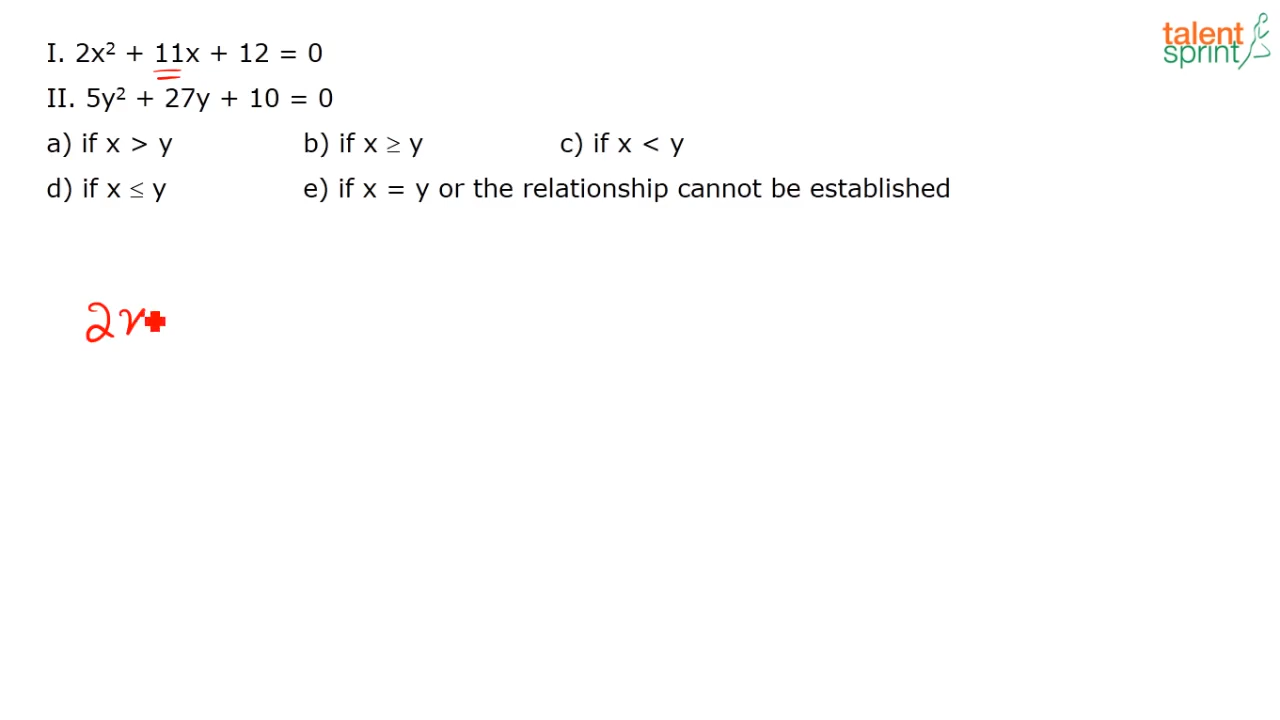 talent
sprint
I. 2x² + 11x + 12 = 0
II. 5y² + 27y + 10 = 0
a) if x > y b) if x ≥ y c) if x < y
d) if x ≤ y e) if x = y or the relationship cannot be established
2